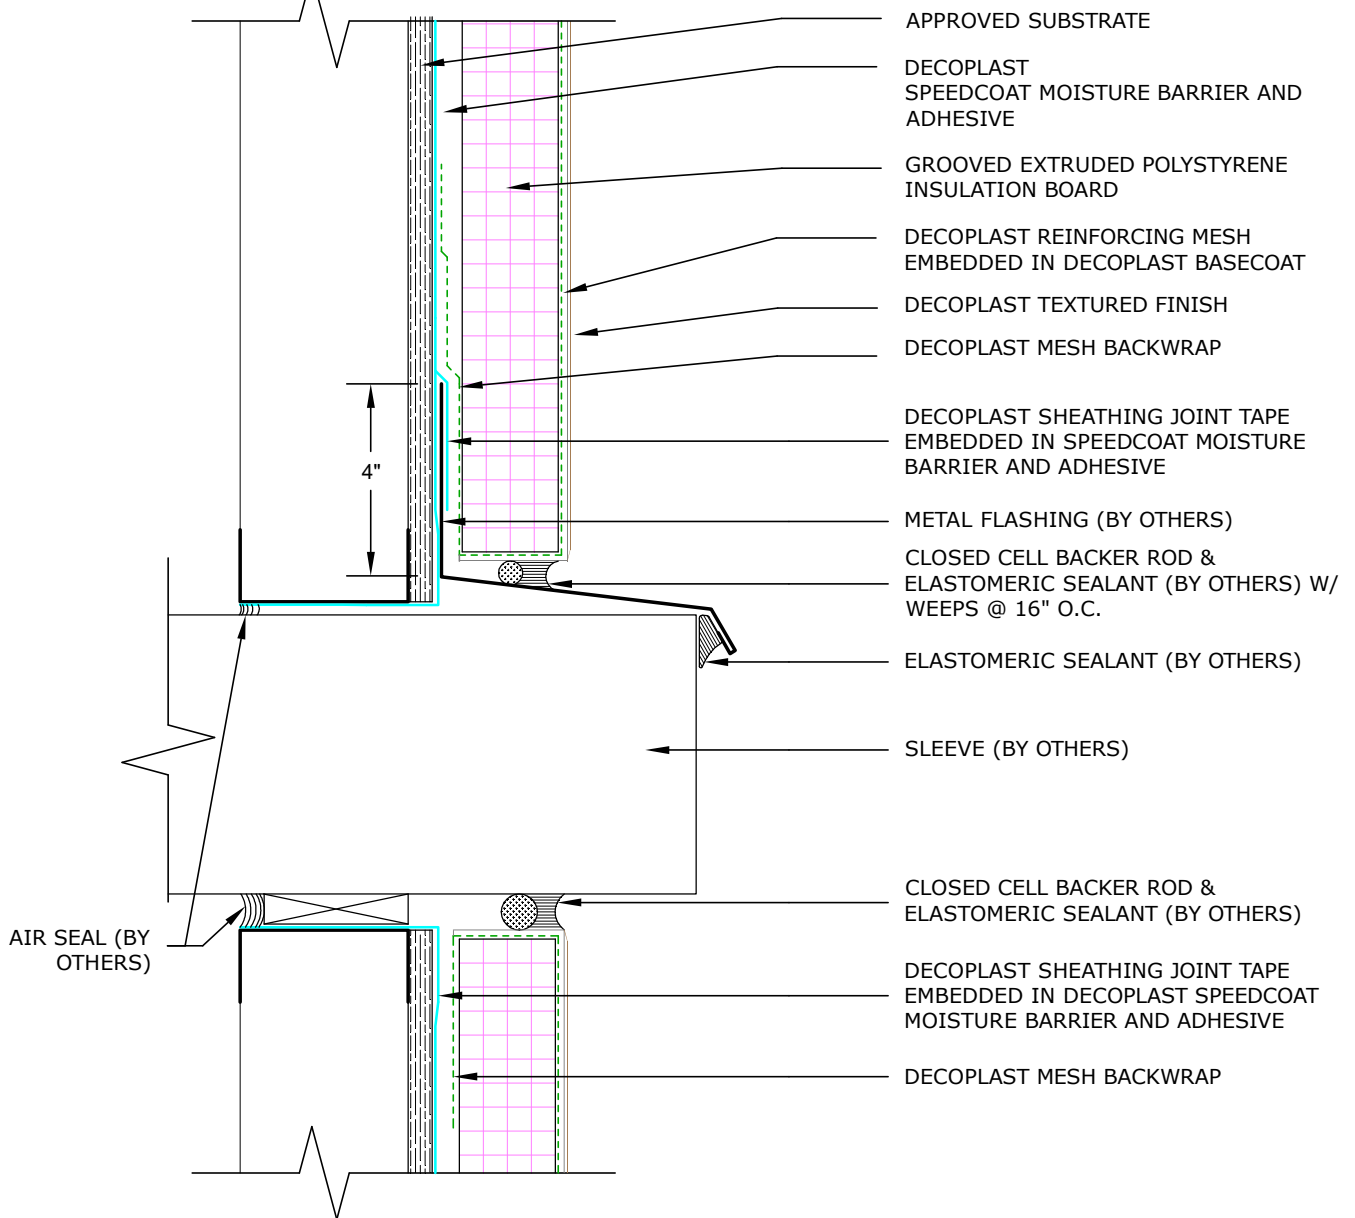 APPROVED SUBSTRATE
DECOPLAST
SPEEDCOAT MOISTURE BARRIER AND
ADHESIVE
GROOVED EXTRUDED POLYSTYRENE
INSULATION BOARD
DECOPLAST REINFORCING MESH
EMBEDDED IN DECOPLAST BASECOAT
DECOPLAST TEXTURED FINISH
DECOPLAST MESH BACKWRAP
DECOPLAST SHEATHING JOINT TAPE
EMBEDDED IN SPEEDCOAT MOISTURE
BARRIER AND ADHESIVE
4"
METAL FLASHING (BY OTHERS)
CLOSED CELL BACKER ROD &
ELASTOMERIC SEALANT (BY OTHERS) W/
WEEPS @ 16" O.C.
ELASTOMERIC SEALANT (BY OTHERS)
SLEEVE (BY OTHERS)
CLOSED CELL BACKER ROD &
ELASTOMERIC SEALANT (BY OTHERS)
AIR SEAL (BY
OTHERS)
DECOPLAST SHEATHING JOINT TAPE
EMBEDDED IN DECOPLAST SPEEDCOAT
MOISTURE BARRIER AND ADHESIVE
DECOPLAST MESH BACKWRAP